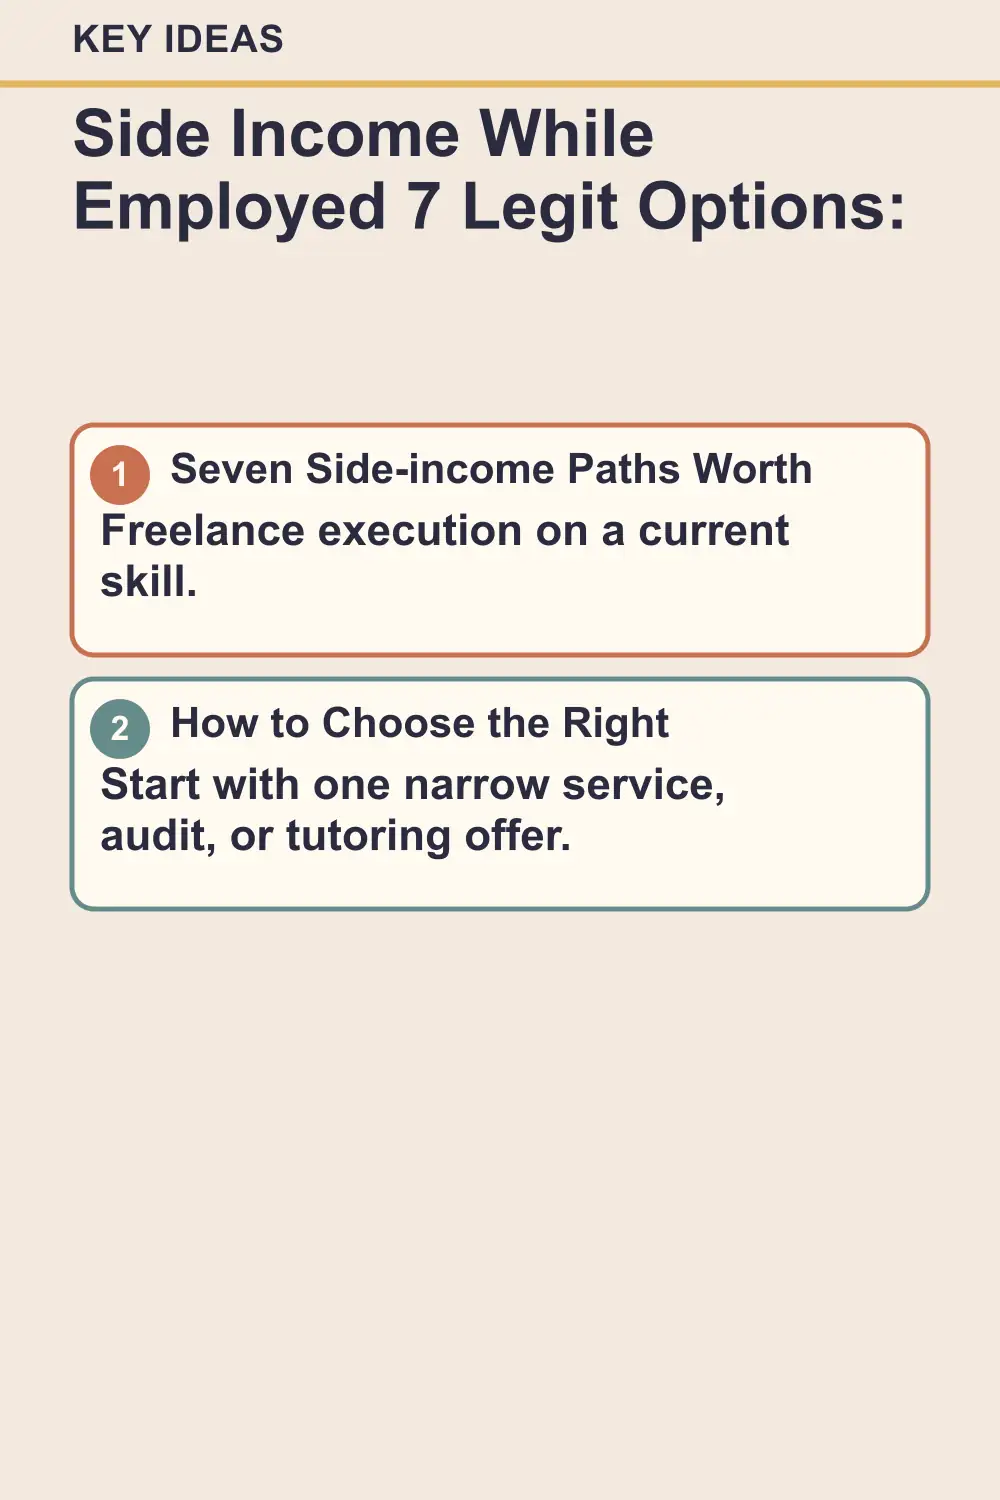 KEY IDEAS
Side Income While
Employed 7 Legit Options:
1 Seven Side-income Paths Worth
Freelance execution on a current
skill.
2 How to Choose the Right
Start with one narrow service,
audit, or tutoring offer.